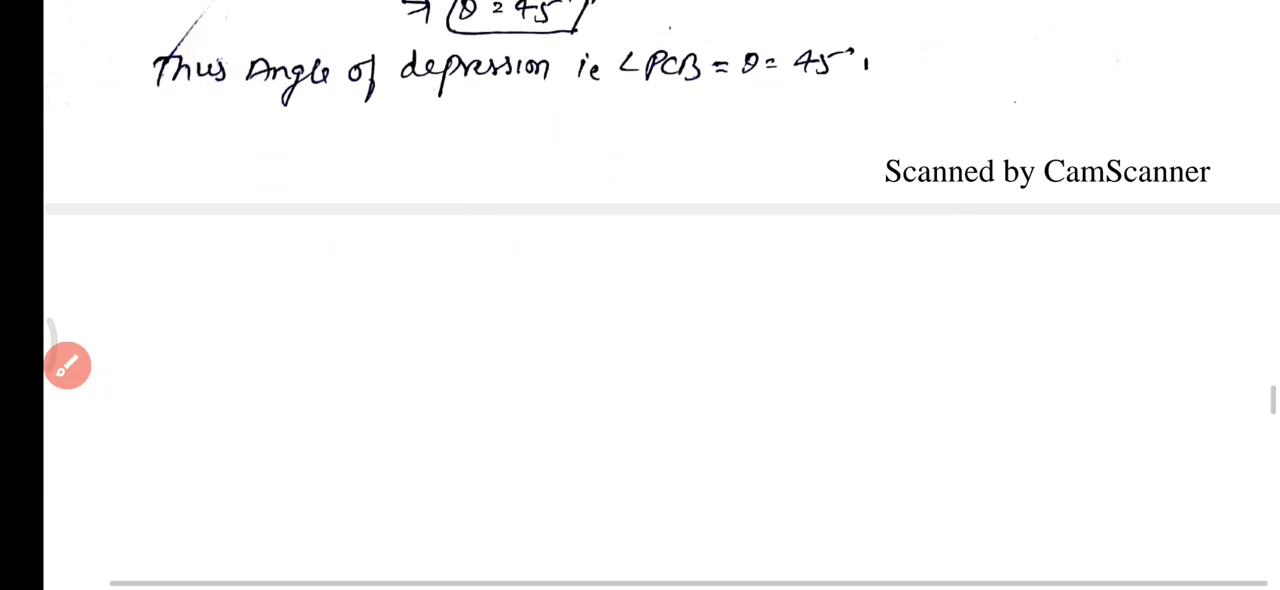 ⇒ θ = 45°
Thus Angle of depression ie ∠PCB = θ = 45°.
Scanned by CamScanner